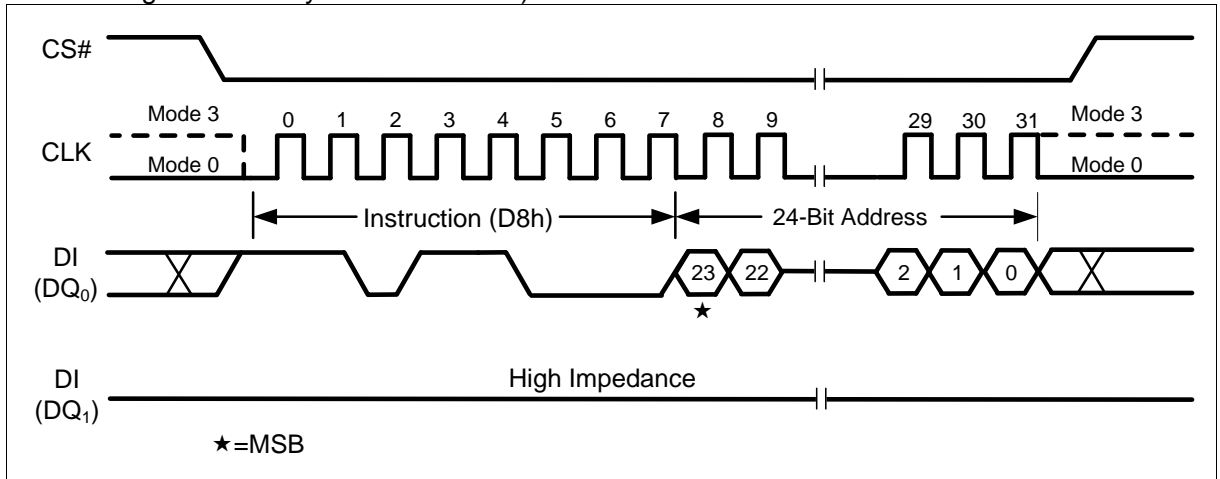 CS#
Mode 3 0 1 2 3 4 5 6 7 8 9 29 30 31 Mode 3
CLK
Mode 0 Mode 0
Instruction (D8h) 24-Bit Address
DI
(DQ0) 23 22 2 1 0
★
DI High Impedance
(DQ1)
★=MSB